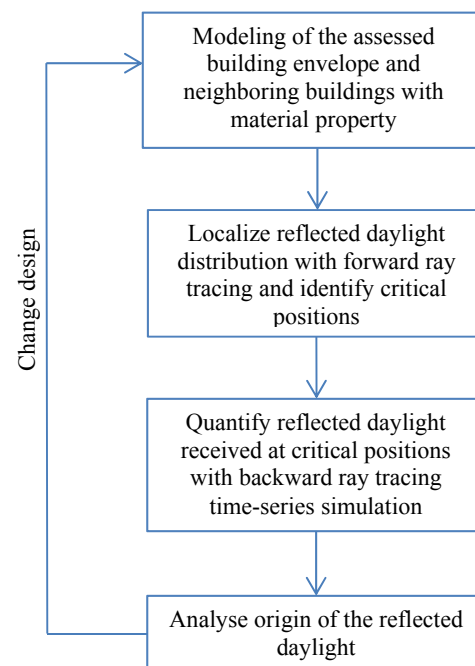 Modeling of the assessed
building envelope and
neighboring buildings with
material property
Localize reflected daylight
distribution with forward ray
tracing and identify critical
positions
Quantify reflected daylight
received at critical positions
with backward ray tracing
time-series simulation
Analyse origin of the reflected
daylight
Change design